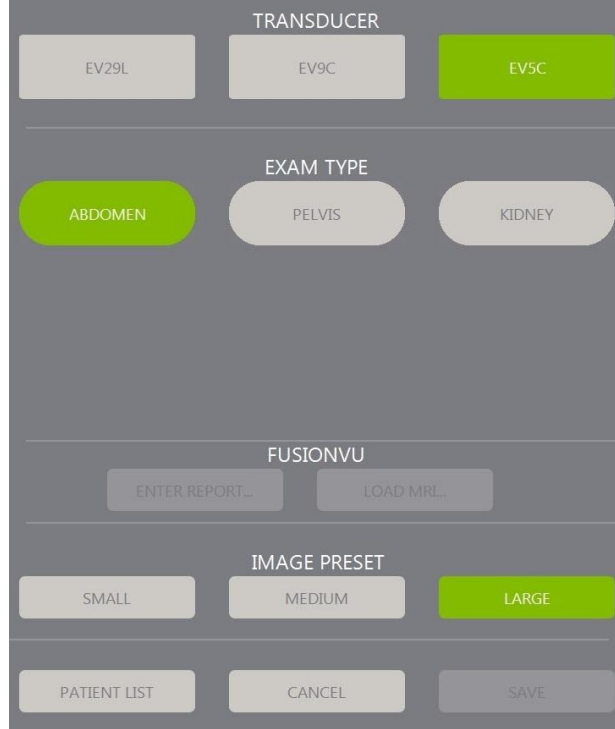 TRANSDUCER
EV29L EV9C EV5C
EXAM TYPE
ABDOMEN PELVIS KIDNEY
FUSIONVU
ENTER REPORT... LOAD MRI...
IMAGE PRESET
SMALL MEDIUM LARGE
PATIENT LIST CANCEL SAVE